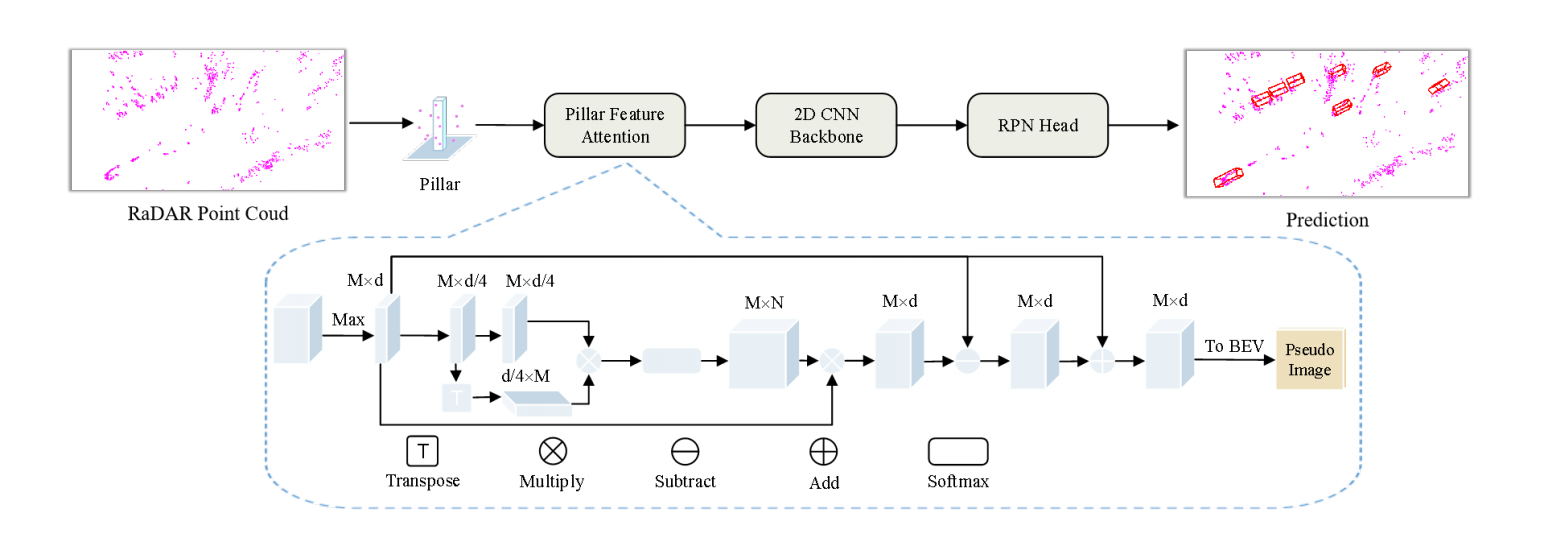 RaDAR Point Coud
Pillar
Pillar Feature
Attention
2D CNN
Backbone
RPN Head
Prediction
Max
M×d
M×d/4
M×d/4
T
d/4×M
M×N
M×d
M×d
M×d
To BEV
Pseudo
Image
T
Transpose
Multiply
Subtract
Add
Softmax